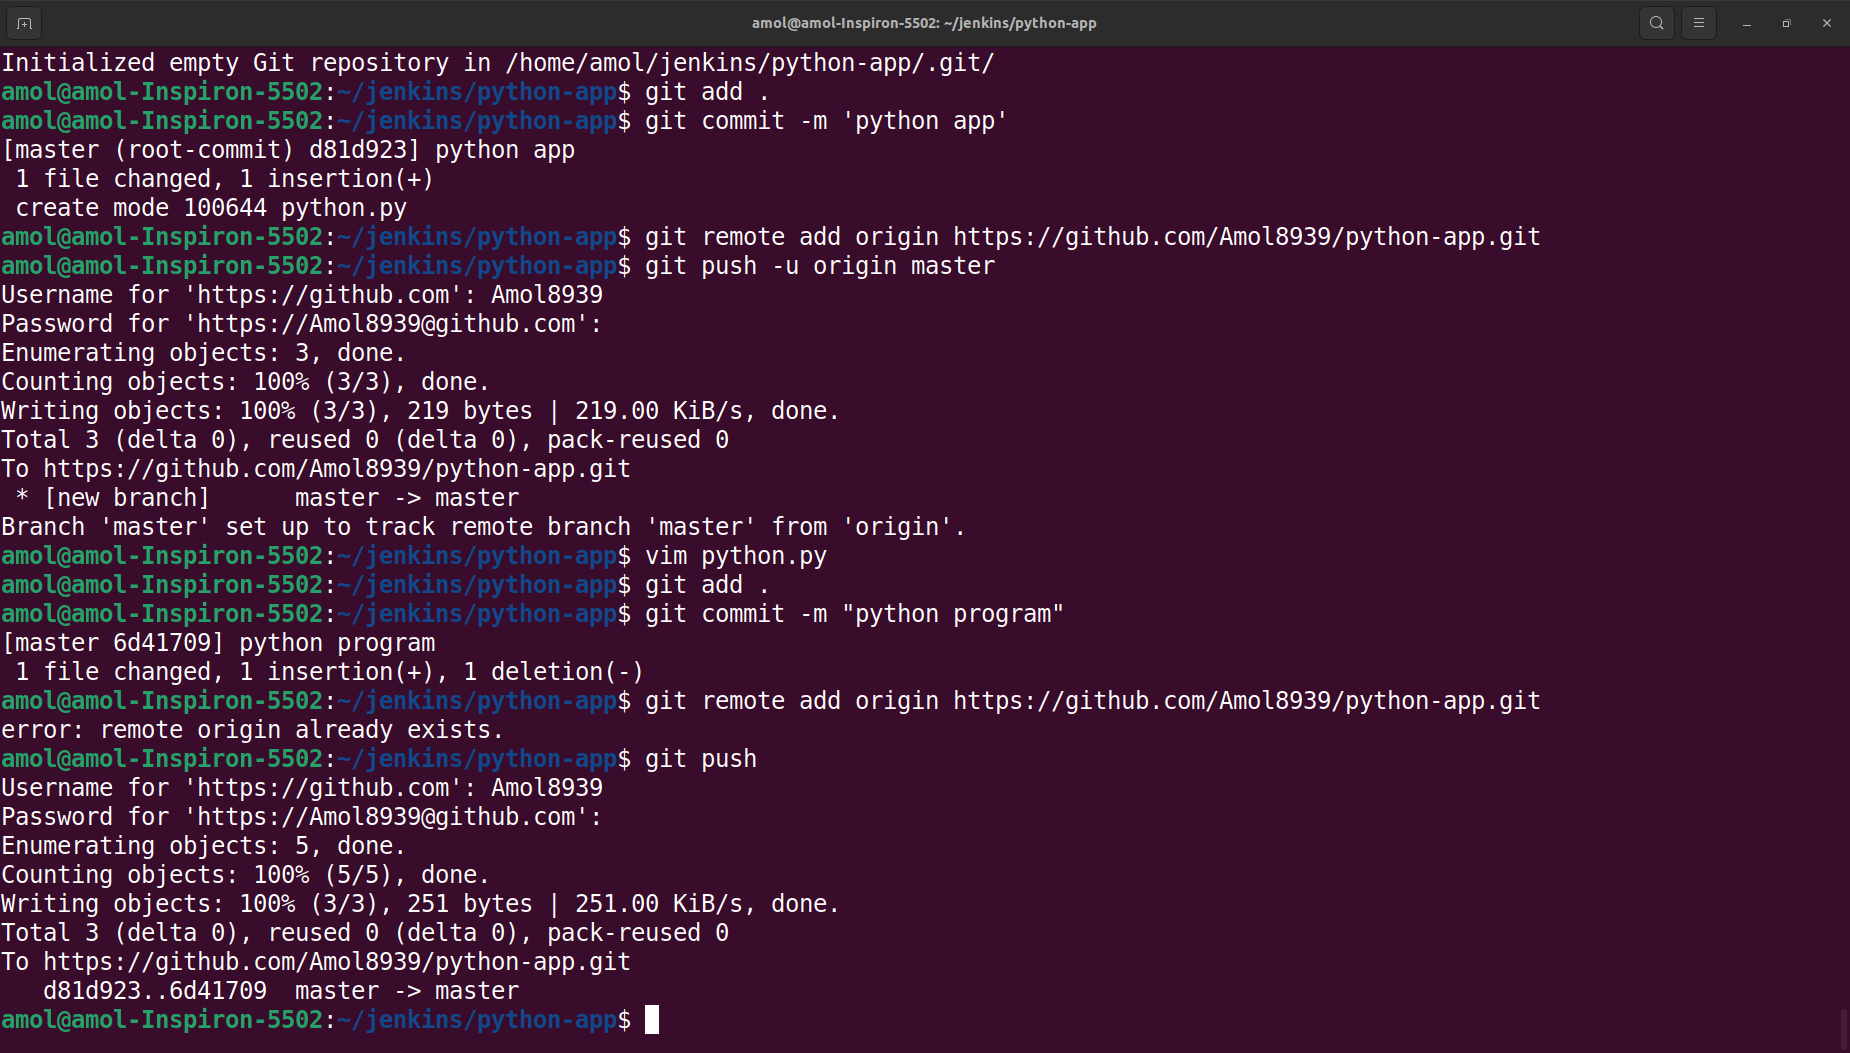 amol@amol-Inspiron-5502: ~/jenkins/python-app
Initialized empty Git repository in /home/amol/jenkins/python-app/.git/
amol@amol-Inspiron-5502:~/jenkins/python-app$ git add .
amol@amol-Inspiron-5502:~/jenkins/python-app$ git commit -m 'python app'
[master (root-commit) d81d923] python app
 1 file changed, 1 insertion(+)
 create mode 100644 python.py
amol@amol-Inspiron-5502:~/jenkins/python-app$ git remote add origin https://github.com/Amol8939/python-app.git
amol@amol-Inspiron-5502:~/jenkins/python-app$ git push -u origin master
Username for 'https://github.com': Amol8939
Password for 'https://Amol8939@github.com':
Enumerating objects: 3, done.
Counting objects: 100% (3/3), done.
Writing objects: 100% (3/3), 219 bytes | 219.00 KiB/s, done.
Total 3 (delta 0), reused 0 (delta 0), pack-reused 0
To https://github.com/Amol8939/python-app.git
 * [new branch]      master -> master
Branch 'master' set up to track remote branch 'master' from 'origin'.
amol@amol-Inspiron-5502:~/jenkins/python-app$ vim python.py
amol@amol-Inspiron-5502:~/jenkins/python-app$ git add .
amol@amol-Inspiron-5502:~/jenkins/python-app$ git commit -m "python program"
[master 6d41709] python program
 1 file changed, 1 insertion(+), 1 deletion(-)
amol@amol-Inspiron-5502:~/jenkins/python-app$ git remote add origin https://github.com/Amol8939/python-app.git
error: remote origin already exists.
amol@amol-Inspiron-5502:~/jenkins/python-app$ git push
Username for 'https://github.com': Amol8939
Password for 'https://Amol8939@github.com':
Enumerating objects: 5, done.
Counting objects: 100% (5/5), done.
Writing objects: 100% (3/3), 251 bytes | 251.00 KiB/s, done.
Total 3 (delta 0), reused 0 (delta 0), pack-reused 0
To https://github.com/Amol8939/python-app.git
   d81d923..6d41709  master -> master
amol@amol-Inspiron-5502:~/jenkins/python-app$